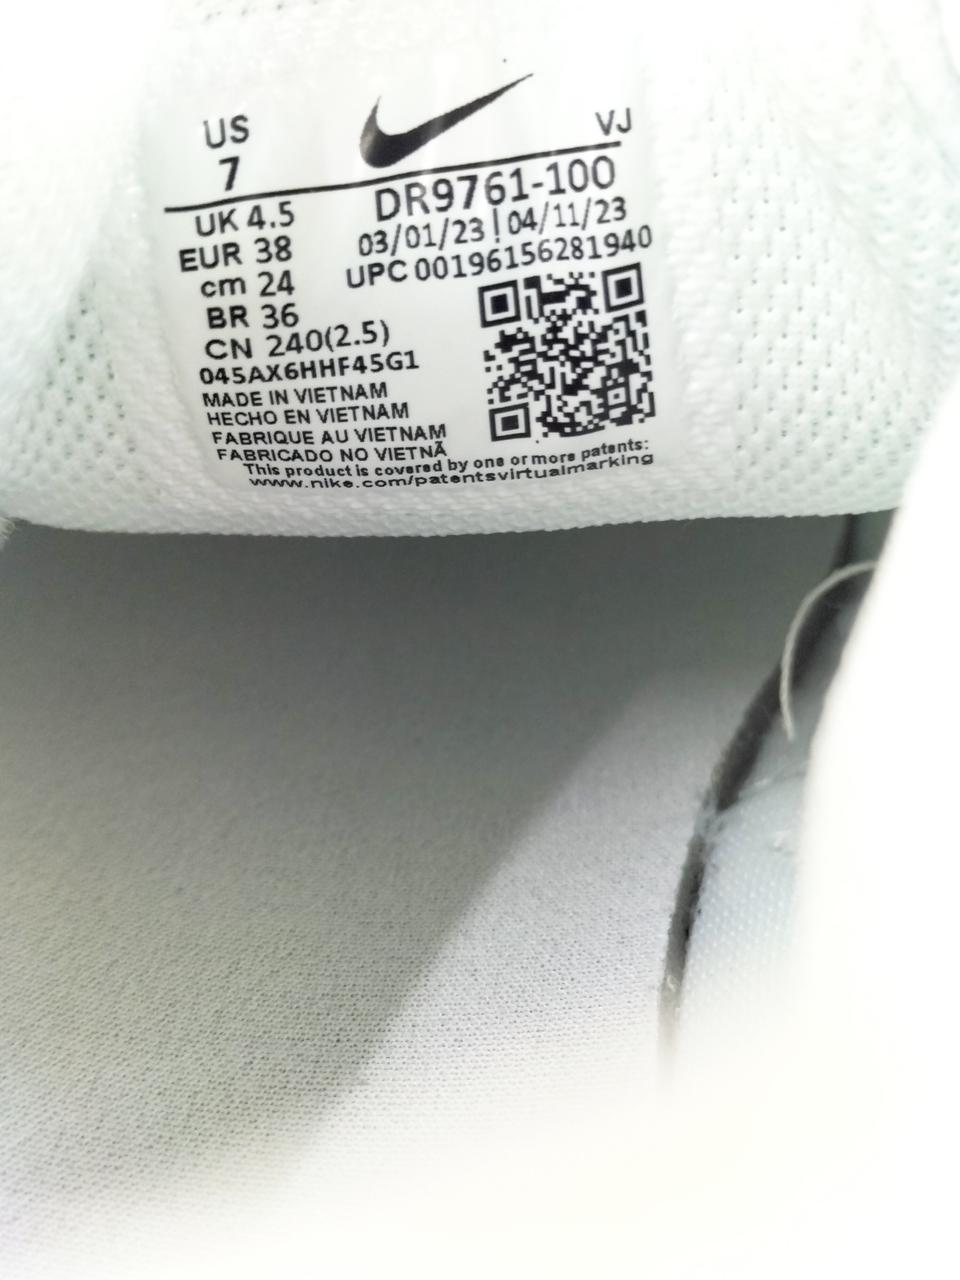 US
7
VJ
DR9761-100
03/01/23 | 04/11/23
UPC 00196156281940
UK 4.5
EUR 38
cm 24
BR 36
CN 240(2.5)
045AX6HHF45G1
MADE IN VIETNAM
HECHO EN VIETNAM
FABRIQUE AU VIETNAM
FABRICADO NO VIETNÃ
This product is covered by one or more patents:
www.nike.com/patentsvirtualmarking